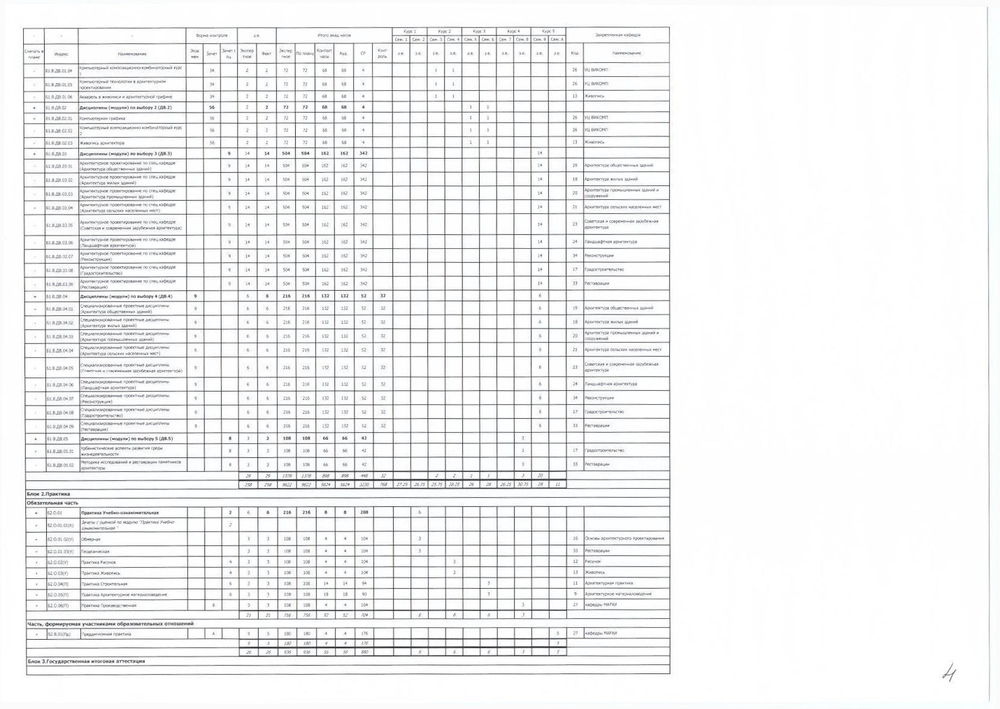 - - - Форма контроля з.е. Итого акад.часов Курс 1 Курс 2 Курс 3 Курс 4 Курс 5 Закрепленная кафедра
Сем. 1 Сем. 2 Сем. 3 Сем. 4 Сем. 5 Сем. 6 Сем. 7 Сем. 8 Сем. 9 Сем. A
Считать в плане Индекс Наименование Экза мен Зачет Зачет с оц. Экспер тное Факт Экспер тное По плану Контакт часы Ауд. СР Конт роль з.е. з.е. з.е. з.е. з.е. з.е. з.е. з.е. з.е. з.е. Код Наименование
- Б1.В.ДВ.01.04 Компьютерный композиционно-комбинаторный курс 1 34 2 2 72 72 68 68 4 1 1 26 УЦ ВИКОМП
- Б1.В.ДВ.01.05 Компьютерные технологии в архитектурном проектировании 34 2 2 72 72 68 68 4 1 1 26 УЦ ВИКОМП
- Б1.В.ДВ.01.06 Акварель в живописи и архитектурной графике 34 2 2 72 72 68 68 4 1 1 13 Живопись
+ Б1.В.ДВ.02 Дисциплины (модули) по выбору 2 (ДВ.2) 56 2 2 72 72 68 68 4 1 1
+ Б1.В.ДВ.02.01 Компьютерная графика 56 2 2 72 72 68 68 4 1 1 26 УЦ ВИКОМП
- Б1.В.ДВ.02.02 Компьютерный композиционно-комбинаторный курс 2 56 2 2 72 72 68 68 4 1 1 26 УЦ ВИКОМП
- Б1.В.ДВ.02.03 Живопись архитектора 56 2 2 72 72 68 68 4 1 1 13 Живопись
+ Б1.В.ДВ.03 Дисциплины (модули) по выбору 3 (ДВ.3) 9 14 14 504 504 162 162 342 14
- Б1.В.ДВ.03.01 Архитектурное проектирование по спец.кафедре (Архитектура общественных зданий) 9 14 14 504 504 162 162 342 14 19 Архитектура общественных зданий
- Б1.В.ДВ.03.02 Архитектурное проектирование по спец.кафедре (Архитектура жилых зданий) 9 14 14 504 504 162 162 342 14 18 Архитектура жилых зданий
- Б1.В.ДВ.03.03 Архитектурное проектирование по спец.кафедре (Архитектура промышленных зданий) 9 14 14 504 504 162 162 342 14 20 Архитектура промышленных зданий и сооружений
- Б1.В.ДВ.03.04 Архитектурное проектирование по спец.кафедре (Архитектура сельских населенных мест) 9 14 14 504 504 162 162 342 14 21 Архитектура сельских населенных мест
- Б1.В.ДВ.03.05 Архитектурное проектирование по спец.кафедре (Советская и современная зарубежная архитектура) 9 14 14 504 504 162 162 342 14 23 Советская и современная зарубежная архитектура
- Б1.В.ДВ.03.06 Архитектурное проектирование по спец.кафедре (Ландшафтная архитектура) 9 14 14 504 504 162 162 342 14 24 Ландшафтная архитектура
- Б1.В.ДВ.03.07 Архитектурное проектирование по спец.кафедре (Реконструкция) 9 14 14 504 504 162 162 342 14 34 Реконструкции
- Б1.В.ДВ.03.08 Архитектурное проектирование по спец.кафедре (Градостроительство) 9 14 14 504 504 162 162 342 14 17 Градостроительство
- Б1.В.ДВ.03.09 Архитектурное проектирование по спец.кафедре (Реставрация) 9 14 14 504 504 162 162 342 14 33 Реставрации
+ Б1.В.ДВ.04 Дисциплины (модули) по выбору 4 (ДВ.4) 9 6 6 216 216 132 132 52 32 6
Б1.В.ДВ.04.01 Специализированные проектные дисциплины (Архитектура общественных зданий) 9 6 6 216 216 132 132 52 32 6 19 Архитектура общественных зданий
- Б1.В.ДВ.04.02 Специализированные проектные дисциплины (Архитектура жилых зданий) 9 6 6 216 216 132 132 52 32 6 18 Архитектура жилых зданий
- Б1.В.ДВ.04.03 Специализированные проектные дисциплины (Архитектура промышленных зданий) 9 6 6 216 216 132 132 52 32 6 20 Архитектура промышленных зданий и сооружений
- Б1.В.ДВ.04.04 Специализированные проектные дисциплины (Архитектура сельских населенных мест) 9 6 6 216 216 132 132 52 32 6 21 Архитектура сельских населенных мест
- Б1.В.ДВ.04.05 Специализированные проектные дисциплины (Советская и современная зарубежная архитектура) 9 6 6 216 216 132 132 52 32 6 23 Советская и современная зарубежная архитектура
- Б1.В.ДВ.04.06 Специализированные проектные дисциплины (Ландшафтная архитектура) 9 6 6 216 216 132 132 52 32 6 24 Ландшафтная архитектура
- Б1.В.ДВ.04.07 Специализированные проектные дисциплины (Реконструкция) 9 6 6 216 216 132 132 52 32 6 34 Реконструкции
- Б1.В.ДВ.04.08 Специализированные проектные дисциплины (Градостроительство) 9 6 6 216 216 132 132 52 32 6 17 Градостроительство
- Б1.В.ДВ.04.09 Специализированные проектные дисциплины (Реставрация) 9 6 6 216 216 132 132 52 32 6 33 Реставрации
+ Б1.В.ДВ.05 Дисциплины (модули) по выбору 5 (ДВ.5) 8 3 3 108 108 66 66 42 3
+ Б1.В.ДВ.05.01 Урбанистические аспекты развития среды жизнедеятельности 8 3 3 108 108 66 66 42 3 17 Градостроительство
- Б1.В.ДВ.05.02 Методика исследований и реставрации памятников архитектуры 8 3 3 108 108 66 66 42 3 33 Реставрации
29 29 1378 1378 898 898 448 32 2 2 1 1 3 20
258 258 9622 9622 5624 5624 3230 768 27.25 26.75 25.75 28.25 26 28 26.25 30.75 28 11
Блок 2.Практика
Обязательная часть
+ Б2.О.01 Практика Учебно-ознакомительная 2 6 6 216 216 8 8 208 6
+ Б2.О.01.01(К) Зачеты с оценкой по модулю "Практика Учебно ознакомительная " 2
+ Б2.О.01.02(У) Обмерная 3 3 108 108 4 4 104 3 16 Основы архитектурного проектирования
+ Б2.О.01.03(У) Геодезическая 3 3 108 108 4 4 104 3 33 Реставрации
+ Б2.О.02(У) Практика Рисунок 4 3 3 108 108 4 4 104 3 12 Рисунок
+ Б2.О.03(У) Практика Живопись 4 3 3 108 108 4 4 104 3 13 Живопись
+ Б2.О.04(П) Практика Строительная 6 3 3 108 108 14 14 94 3 11 Архитектурная практика
+ Б2.О.05(П) Практика Архитектурное материаловедение 6 3 3 108 108 18 18 90 3 9 Архитектурное материаловедение
+ Б2.О.06(П) Практика Производственная 8 3 3 108 108 4 4 104 3 27 кафедры МАРХИ
21 21 756 756 52 52 704 6 6 6 3
Часть, формируемая участниками образовательных отношений
+ Б2.В.01(Пд) Преддипломная практика A 5 5 180 180 4 4 176 5 27 кафедры МАРХИ
5 5 180 180 4 4 176 5
26 26 936 936 56 56 880 6 6 6 3 5
Блок 3.Государственная итоговая аттестация
4